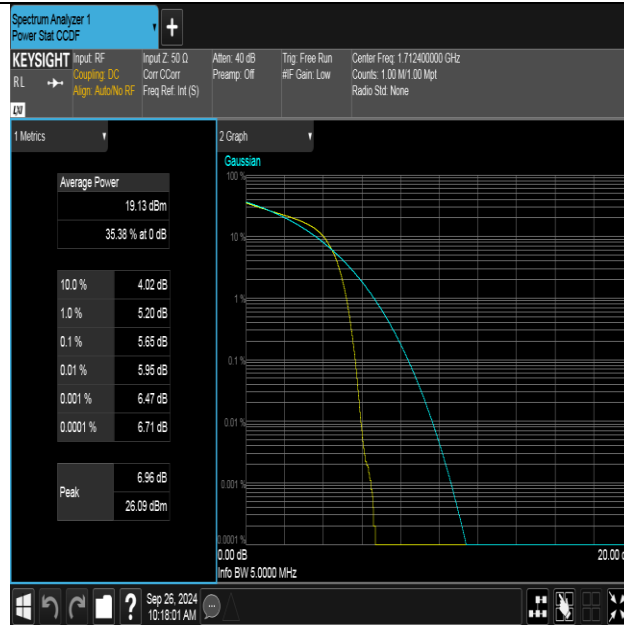 Spectrum Analyzer 1
Power Stat CCDF
KEYSIGHT
RL
LXI
Input: RF
Coupling: DC
Align: Auto/No RF
Input Z: 50 Ω
Corr CCorr
Freq Ref: Int (S)
Atten: 40 dB
Preamp: Off
Trig: Free Run
#IF Gain: Low
Center Freq: 1.712400000 GHz
Counts: 1.00 M/1.00 Mpt
Radio Std: None
1 Metrics
Average Power
19.13 dBm
35.38 % at 0 dB
10.0 % 4.02 dB
1.0 % 5.20 dB
0.1 % 5.65 dB
0.01 % 5.95 dB
0.001 % 6.47 dB
0.0001 % 6.71 dB
Peak
6.96 dB
26.09 dBm
2 Graph
Gaussian
100 %
10 %
1 %
0.1 %
0.01 %
0.001 %
0.0001 %
0.00 dB
20.00
Info BW 5.0000 MHz
?
Sep 26, 2024
10:18:01 AM